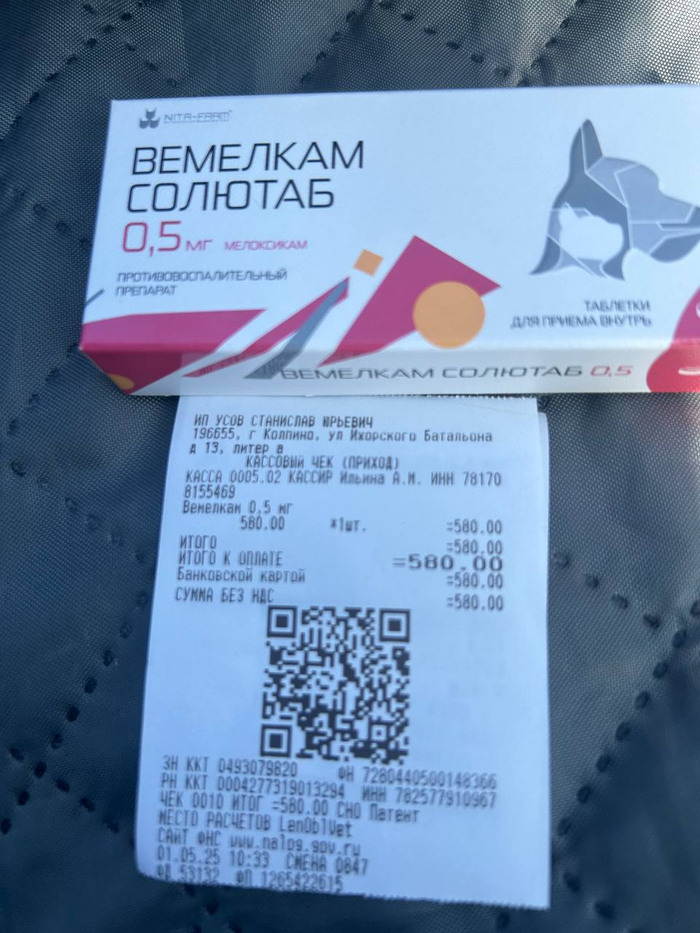 NITA-FARM
ВЕМЕЛКАМ
СОЛЮТАБ
0,5 мг МЕЛОКСИКАМ
ПРОТИВОВОСПАЛИТЕЛЬНЫЙ
ПРЕПАРАТ
ТАБЛЕТКИ
ДЛЯ ПРИЕМА ВНУТРЬ
ВЕМЕЛКАМ СОЛЮТАБ 0,5
ИП УСОВ СТАНИСЛАВ ЮРЬЕВИЧ
196655, г Колпино, ул Ижорского Батальона
д 13, литер в
КАССОВЫЙ ЧЕК (ПРИХОД)
КАССА 0005.02 КАССИР Ильина А.М. ИНН 78170
8155469
Вемелкам 0,5 мг
580.00 *1шт. =580.00
ИТОГО =580.00
ИТОГО К ОПЛАТЕ =580.00
Банковской картой =580.00
СУММА БЕЗ НДС =580.00
ЗН ККТ 0493079820 ФН 7280440500148366
РН ККТ 0004277319013294 ИНН 782577910967
ЧЕК 0010 ИТОГ =580.00 СНО Патент
МЕСТО РАСЧЕТОВ LenOblVet
САЙТ ФНС www.nalog.gov.ru
01.05.25 10:33 СМЕНА 0847
ФД 53132 ФП 1265422615